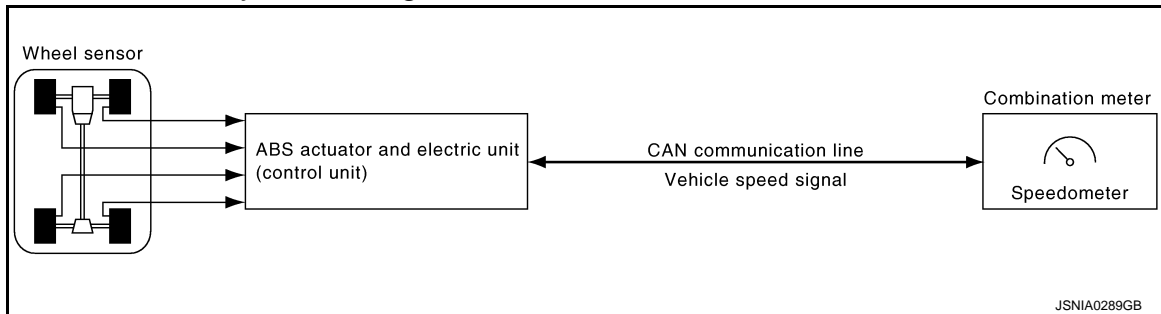 Wheel sensor
ABS actuator and electric unit
(control unit)
CAN communication line
Vehicle speed signal
Combination meter
Speedometer
JSNIA0289GB